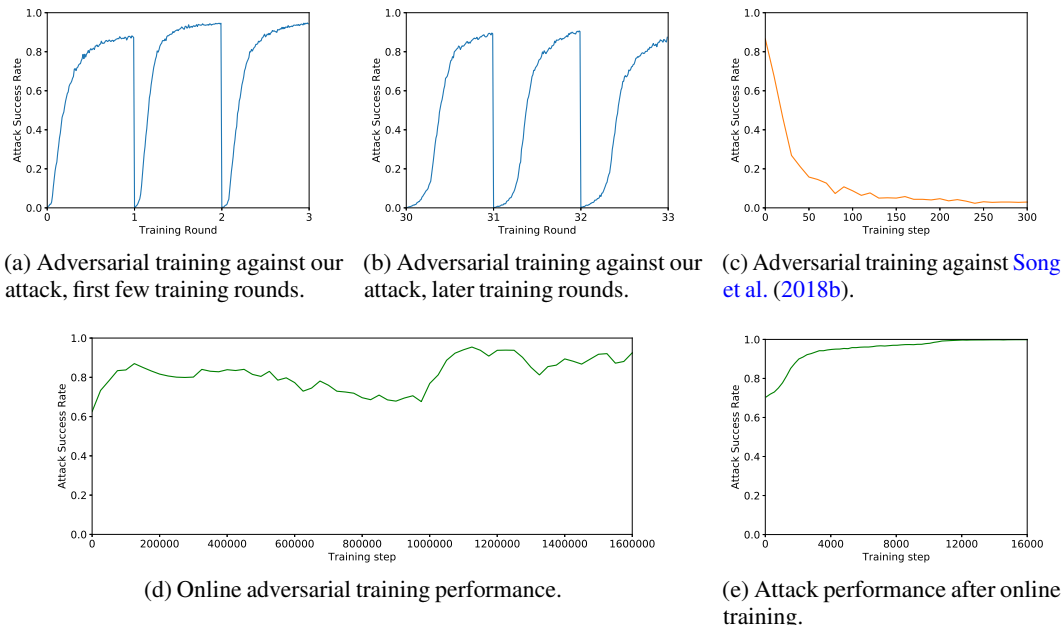 1.0
0.8
0.6
0.4
0.2
0.0
Attack Success Rate
0 1 2 3
Training Round
1.0
0.8
0.6
0.4
0.2
0.0
Attack Success Rate
30 31 32 33
Training Round
1.0
0.8
0.6
0.4
0.2
0.0
Attack Success Rate
0 50 100 150 200 250 300
Training step
(a) Adversarial training against our
attack, first few training rounds.
(b) Adversarial training against our
attack, later training rounds.
(c) Adversarial training against Song
et al. (2018b).
1.0
0.8
0.6
0.4
0.2
0.0
Attack Success Rate
0 200000 400000 600000 800000 1000000 1200000 1400000 1600000
Training step
1.0
0.8
0.6
0.4
0.2
0.0
Attack Success Rate
0 4000 8000 12000 16000
Training step
(d) Online adversarial training performance.
(e) Attack performance after online
training.